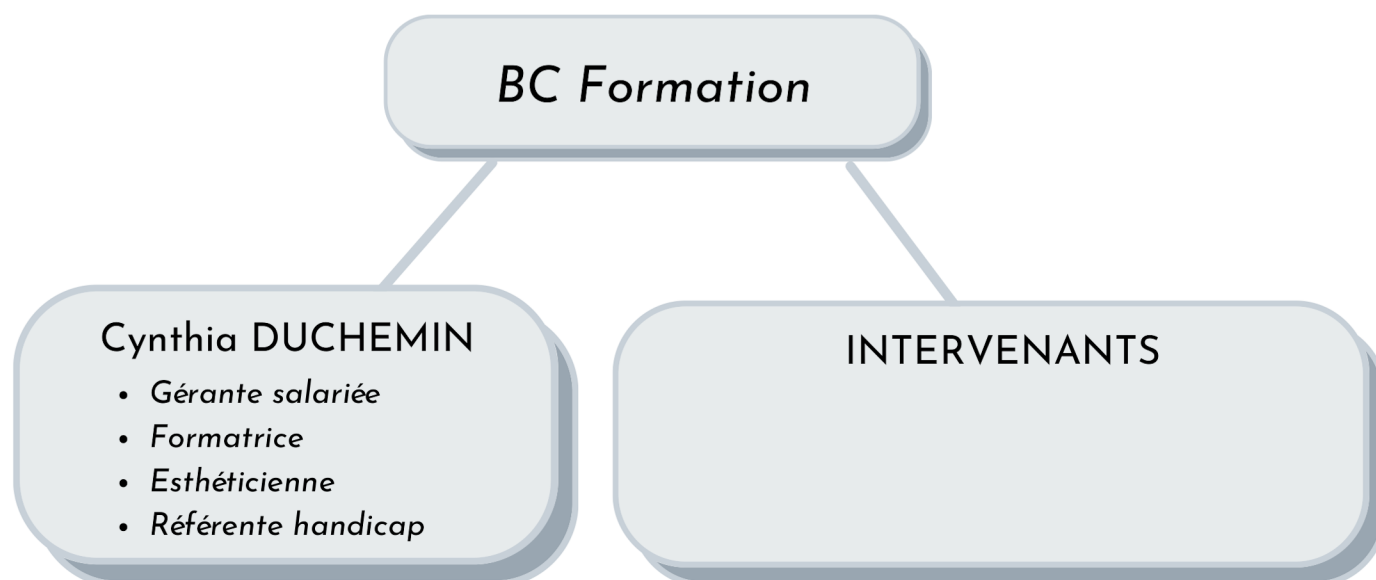 BC Formation
Cynthia DUCHEMIN
• Gérante salariée
• Formatrice
• Esthéticienne
• Référente handicap
INTERVENANTS